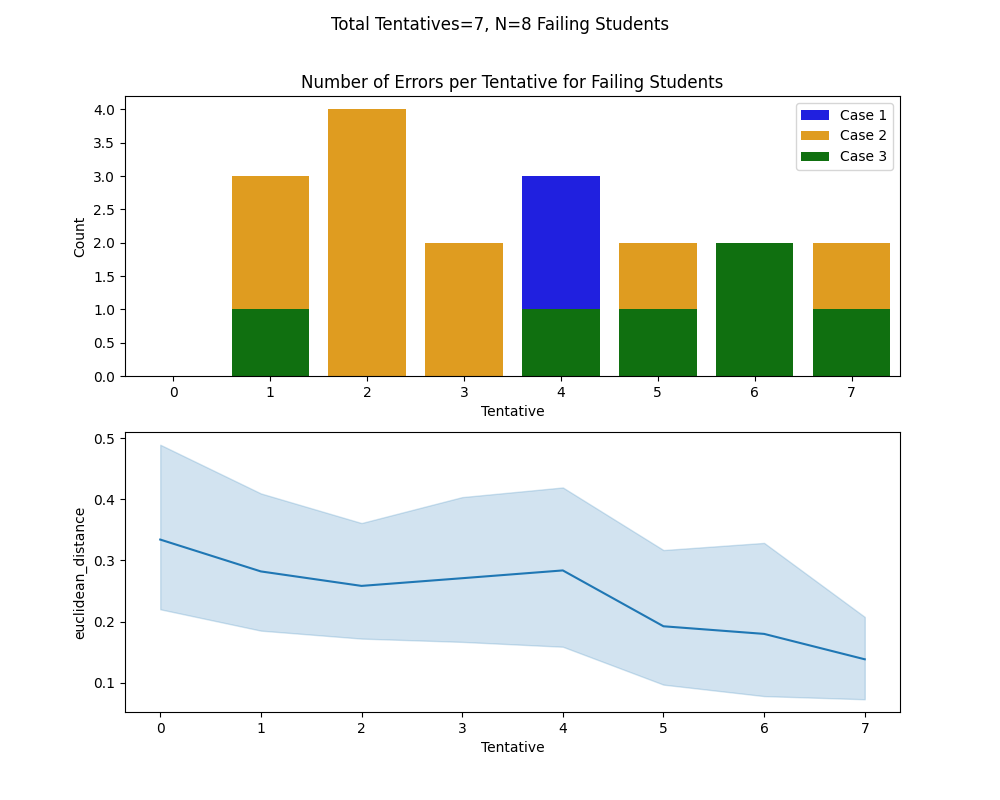 Total Tentatives=7, N=8 Failing Students
Number of Errors per Tentative for Failing Students
4.0
3.5
3.0
2.5
2.0
1.5
1.0
0.5
0.0
Count
Case 1
Case 2
Case 3
0 1 2 3 4 5 6 7
Tentative
0.5
0.4
0.3
0.2
0.1
euclidean_distance
0 1 2 3 4 5 6 7
Tentative